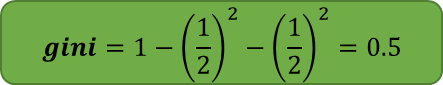 gini = 1 − (1/2)² − (1/2)² = 0.5